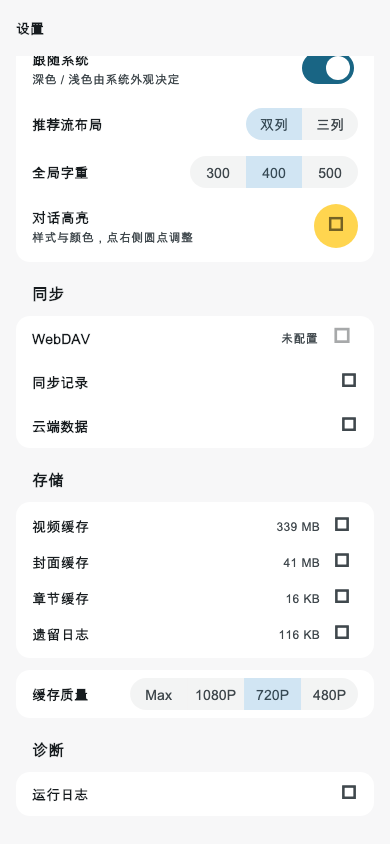 设置
跟随系统
深色 / 浅色由系统外观决定
推荐流布局
双列 三列
全局字重
300 400 500
对话高亮
样式与颜色，点右侧圆点调整
同步
WebDAV 未配置
同步记录
云端数据
存储
视频缓存 339 MB
封面缓存 41 MB
章节缓存 16 KB
遗留日志 116 KB
缓存质量 Max 1080P 720P 480P
诊断
运行日志